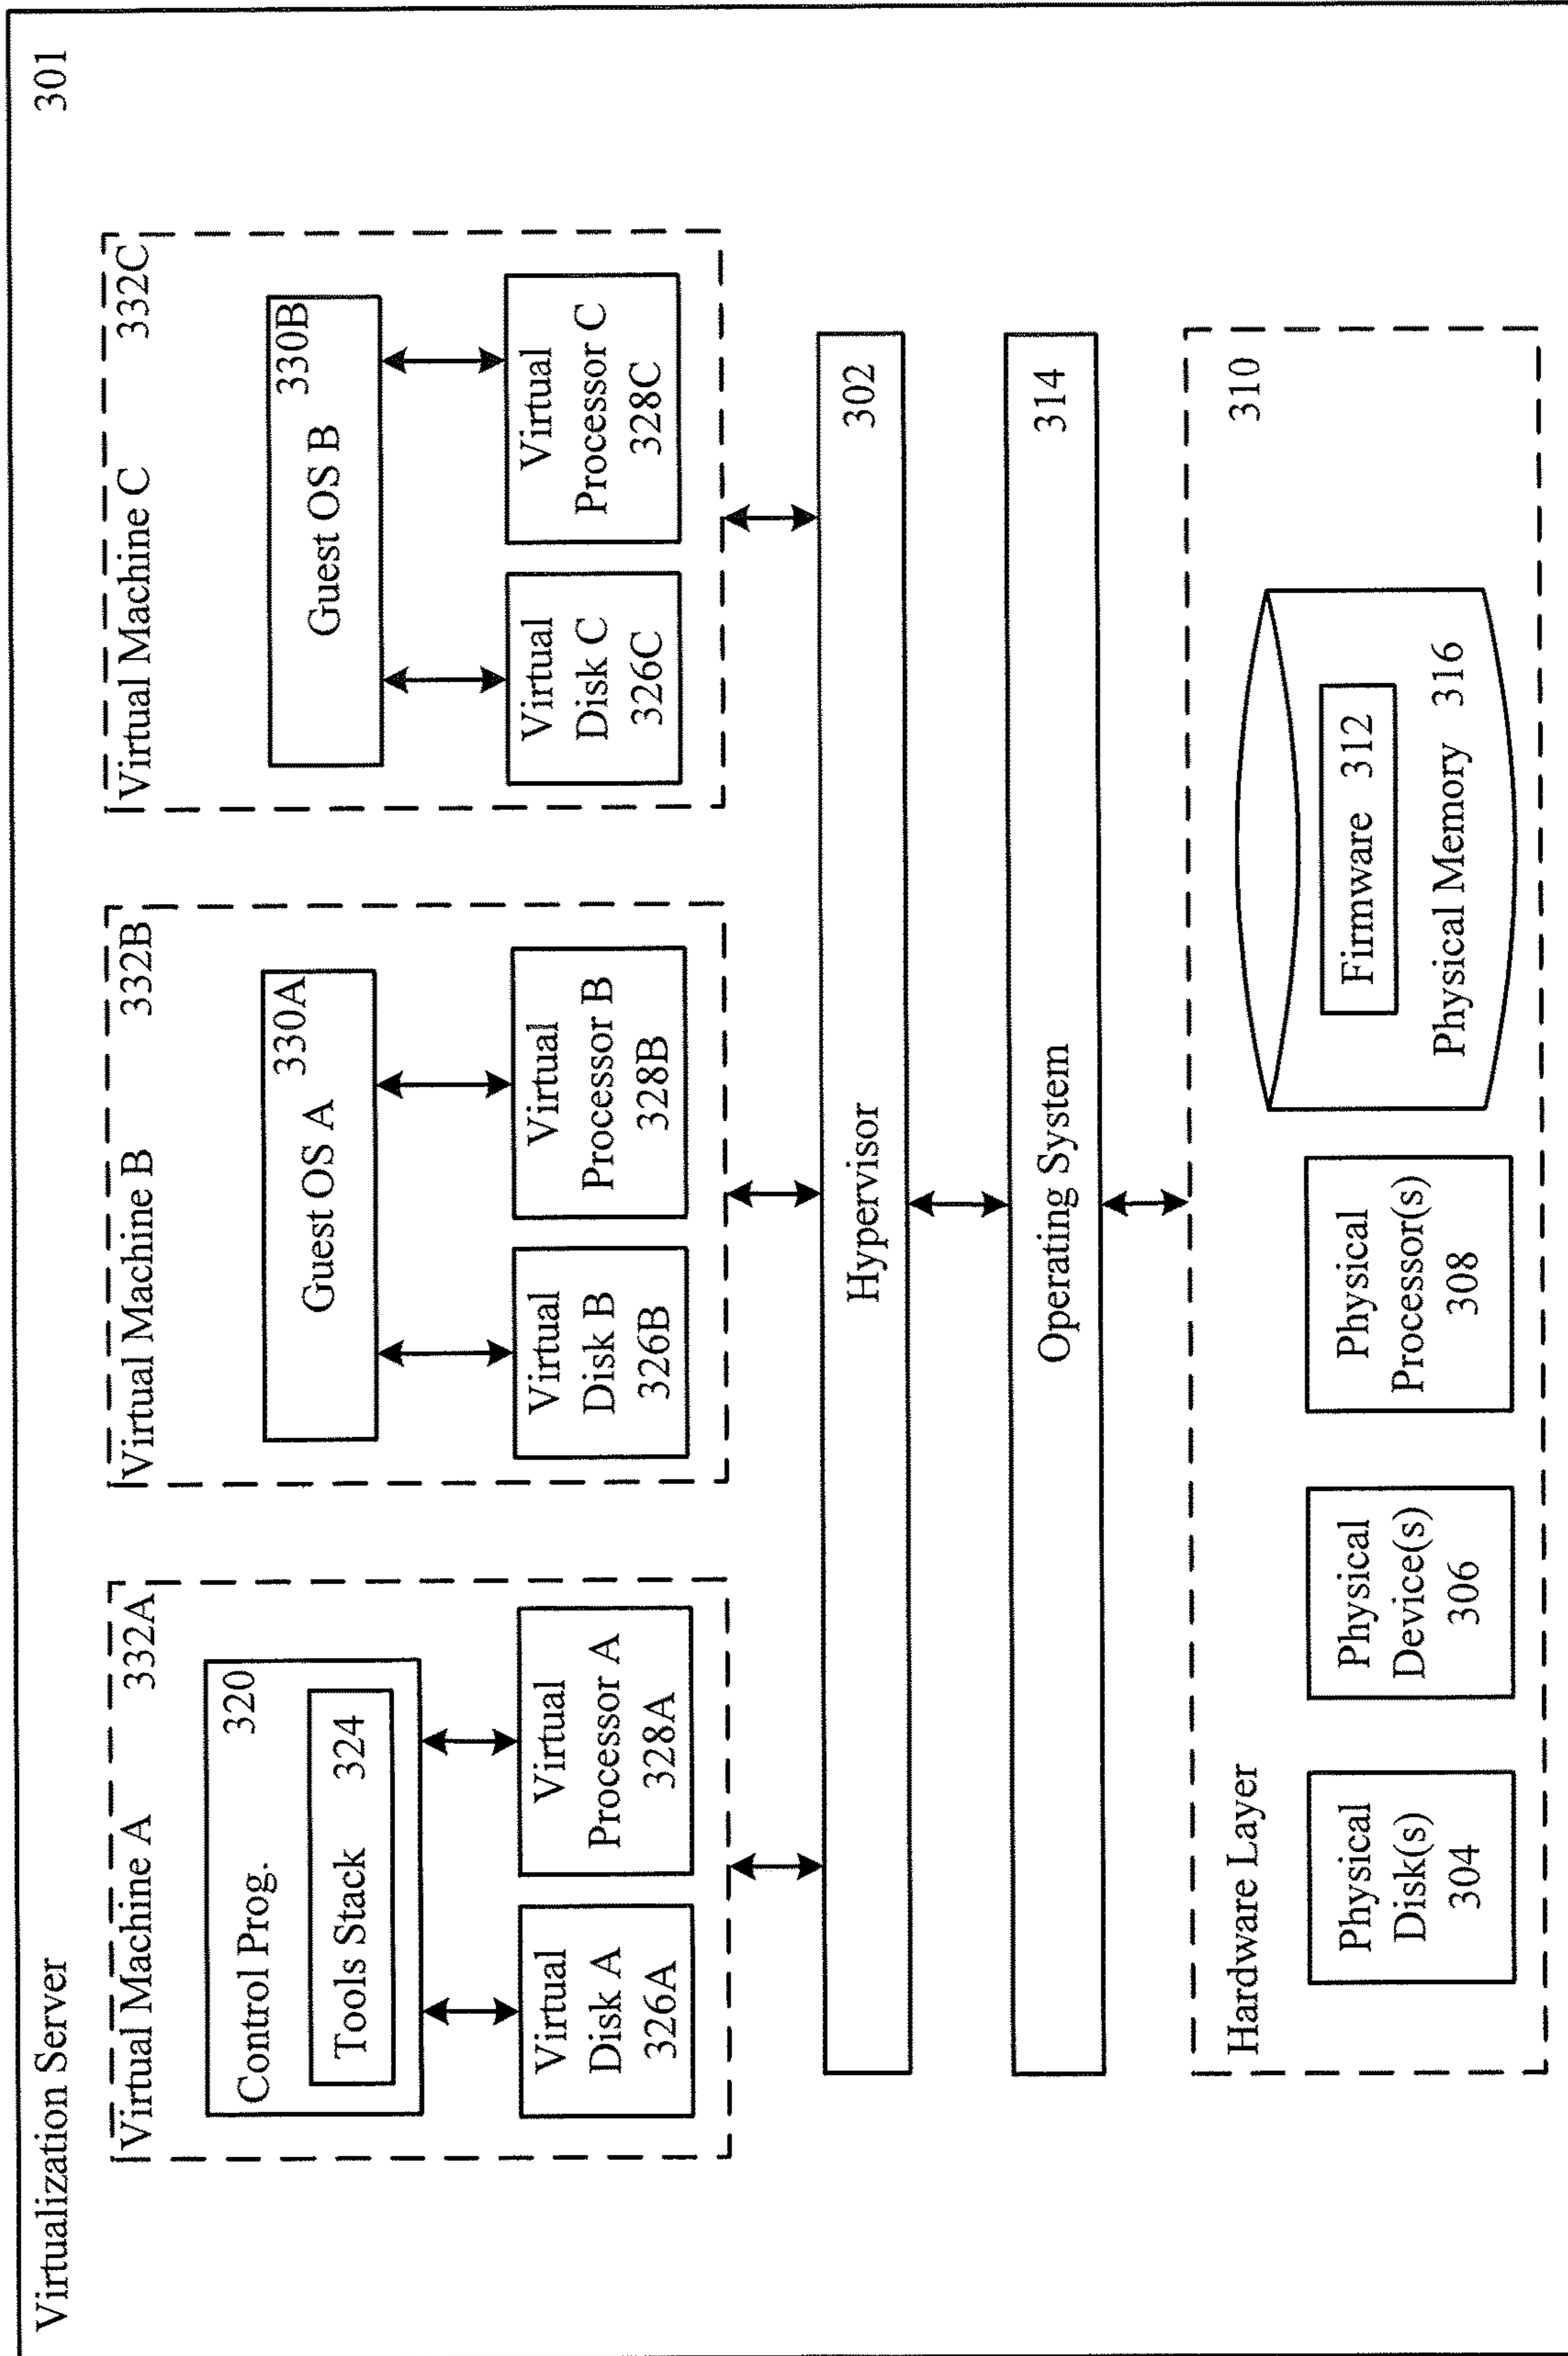 Virtualization Server
301
Virtual Machine A
332A
Control Prog.
320
Tools Stack
324
Virtual
Disk A
326A
Virtual
Processor A
328A
Virtual Machine B
332B
Guest OS A
330A
Virtual
Disk B
326B
Virtual
Processor B
328B
Virtual Machine C
332C
Guest OS B
330B
Virtual
Disk C
326C
Virtual
Processor C
328C
Hypervisor
302
Operating System
314
Hardware Layer
310
Physical
Disk(s)
304
Physical
Device(s)
306
Physical
Processor(s)
308
Firmware 312
Physical Memory 316